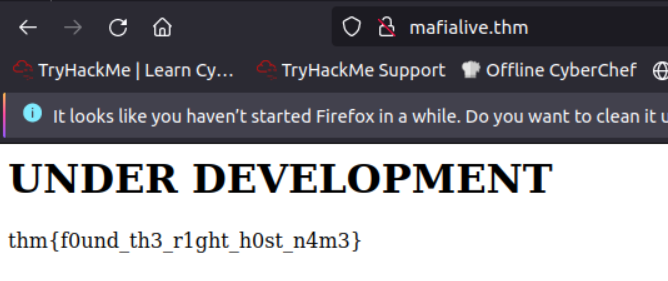 mafialive.thm
TryHackMe | Learn Cy... TryHackMe Support Offline CyberChef
It looks like you haven't started Firefox in a while. Do you want to clean it u
UNDER DEVELOPMENT
thm{f0und_th3_r1ght_h0st_n4m3}